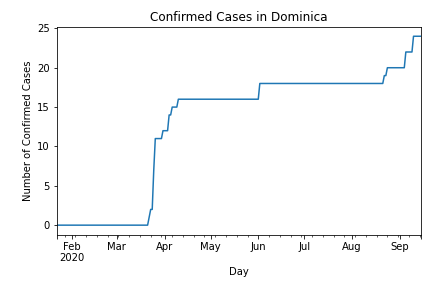 Confirmed Cases in Dominica
25
20
15
10
5
0
Number of Confirmed Cases
Feb Mar Apr May Jun Jul Aug Sep
2020
Day